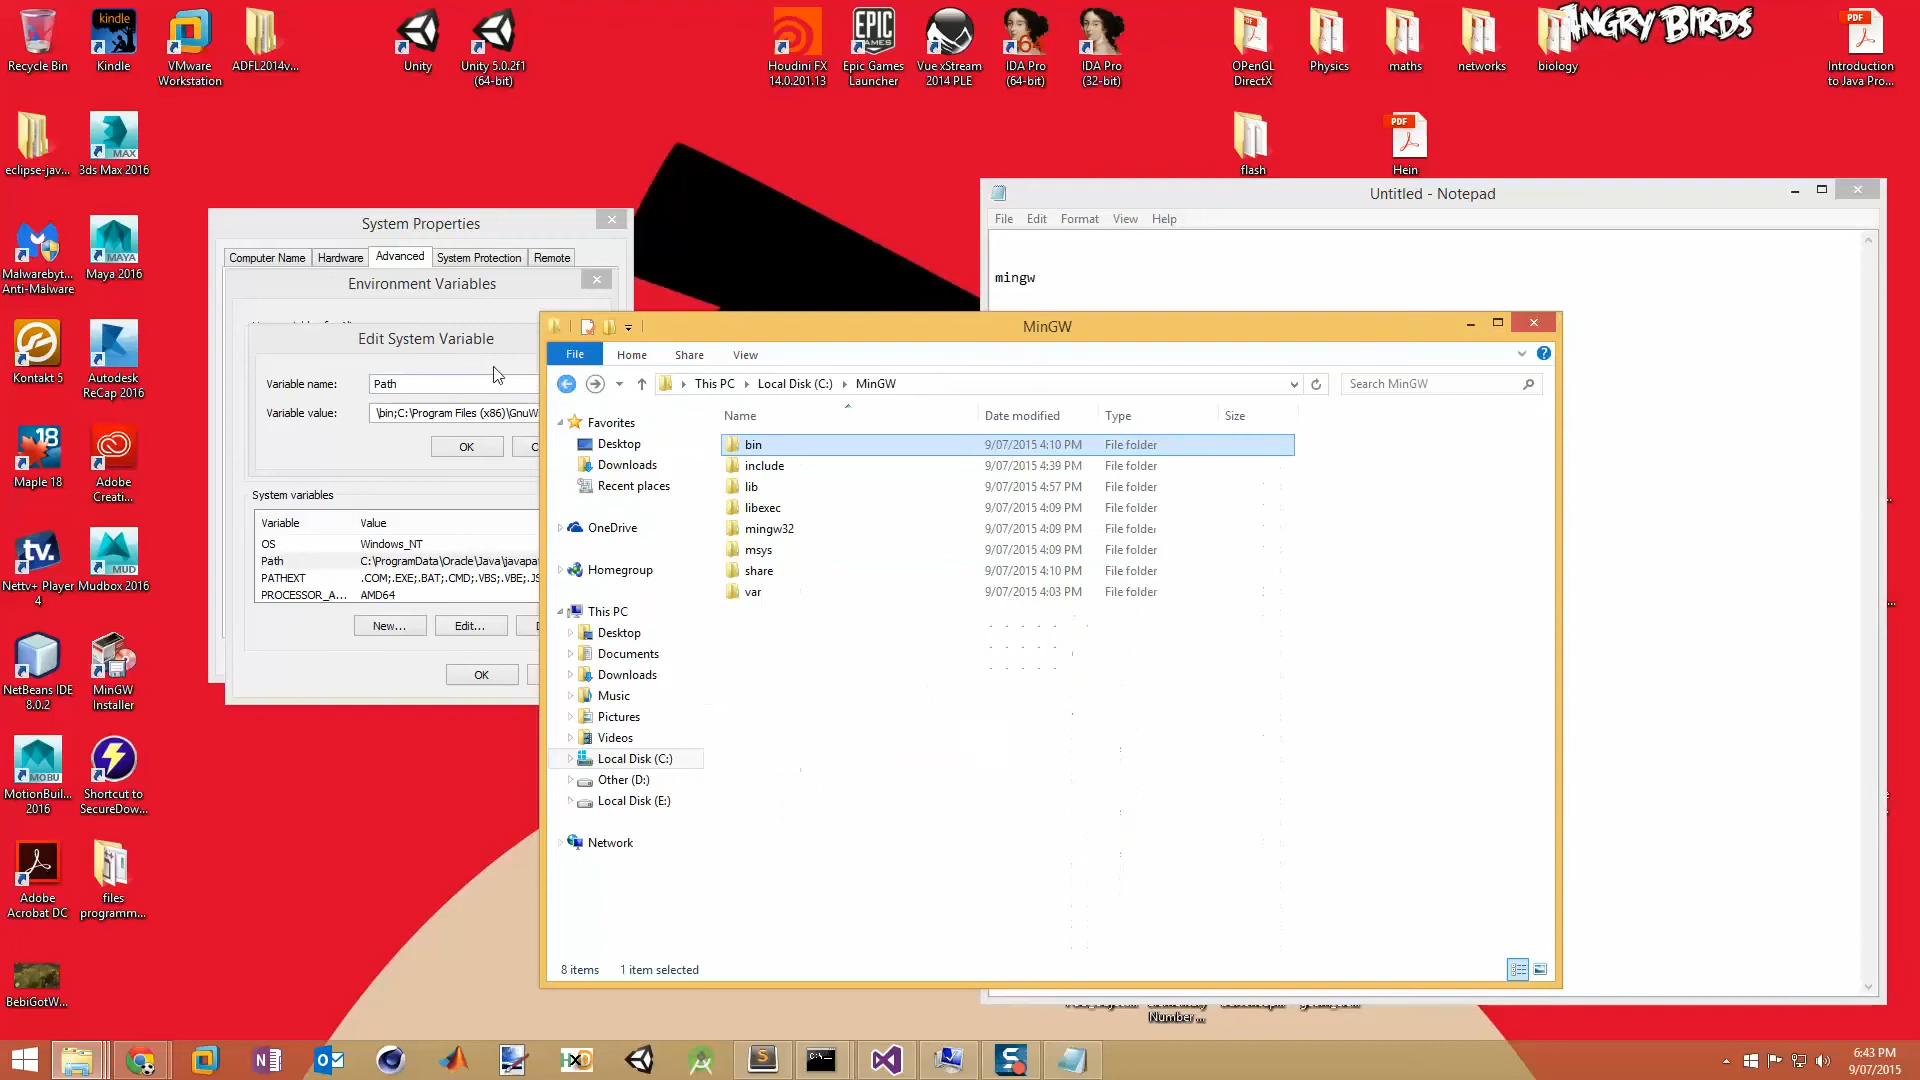 Recycle Bin
Kindle
VMware
Workstation
ADFL2014v...
Unity
Unity 5.0.2f1
(64-bit)
Houdini FX
14.0.201.13
Epic Games
Launcher
Vue xStream
2014 PLE
IDA Pro
(64-bit)
IDA Pro
(32-bit)
OPenGL
DirectX
Physics
maths
networks
biology
ANGRY BIRDS
Introduction
to Java Pro...
kindle
EPIC
GAMES
64
PDF
eclipse-jav...
3ds Max 2016
MAX
flash
PDF
Hein
Malwarebyt...
Anti-Malware
Maya 2016
MAYA
Kontakt 5
Autodesk
ReCap 2016
Maple 18
18
Adobe
Creati...
Nettv+ Player
4
tv.
Mudbox 2016
MUD
NetBeans IDE
8.0.2
MinGW
Installer
MotionBuil...
2016
MOBU
Shortcut to
SecureDow...
Adobe
Acrobat DC
files
programm...
BebiGotW...
System Properties
Computer Name
Hardware
Advanced
System Protection
Remote
Environment Variables
Edit System Variable
Variable name:
Path
Variable value:
\bin;C:\Program Files (x86)\GnuW
OK
System variables
Variable
Value
OS
Windows_NT
Path
C:\ProgramData\Oracle\Java\javapa
PATHEXT
.COM;.EXE;.BAT;.CMD;.VBS;.VBE;.JS
PROCESSOR_A...
AMD64
New...
Edit...
OK
Untitled - Notepad
File
Edit
Format
View
Help
mingw
MinGW
File
Home
Share
View
This PC
Local Disk (C:)
MinGW
Search MinGW
Name
Date modified
Type
Size
bin 9/07/2015 4:10 PM File folder
include 9/07/2015 4:39 PM File folder
lib 9/07/2015 4:57 PM File folder
libexec 9/07/2015 4:09 PM File folder
mingw32 9/07/2015 4:09 PM File folder
msys 9/07/2015 4:09 PM File folder
share 9/07/2015 4:10 PM File folder
var 9/07/2015 4:03 PM File folder
Favorites
Desktop
Downloads
Recent places
OneDrive
Homegroup
This PC
Desktop
Documents
Downloads
Music
Pictures
Videos
Local Disk (C:)
Other (D:)
Local Disk (E:)
Network
8 items
1 item selected
Number ...
6:43 PM
9/07/2015